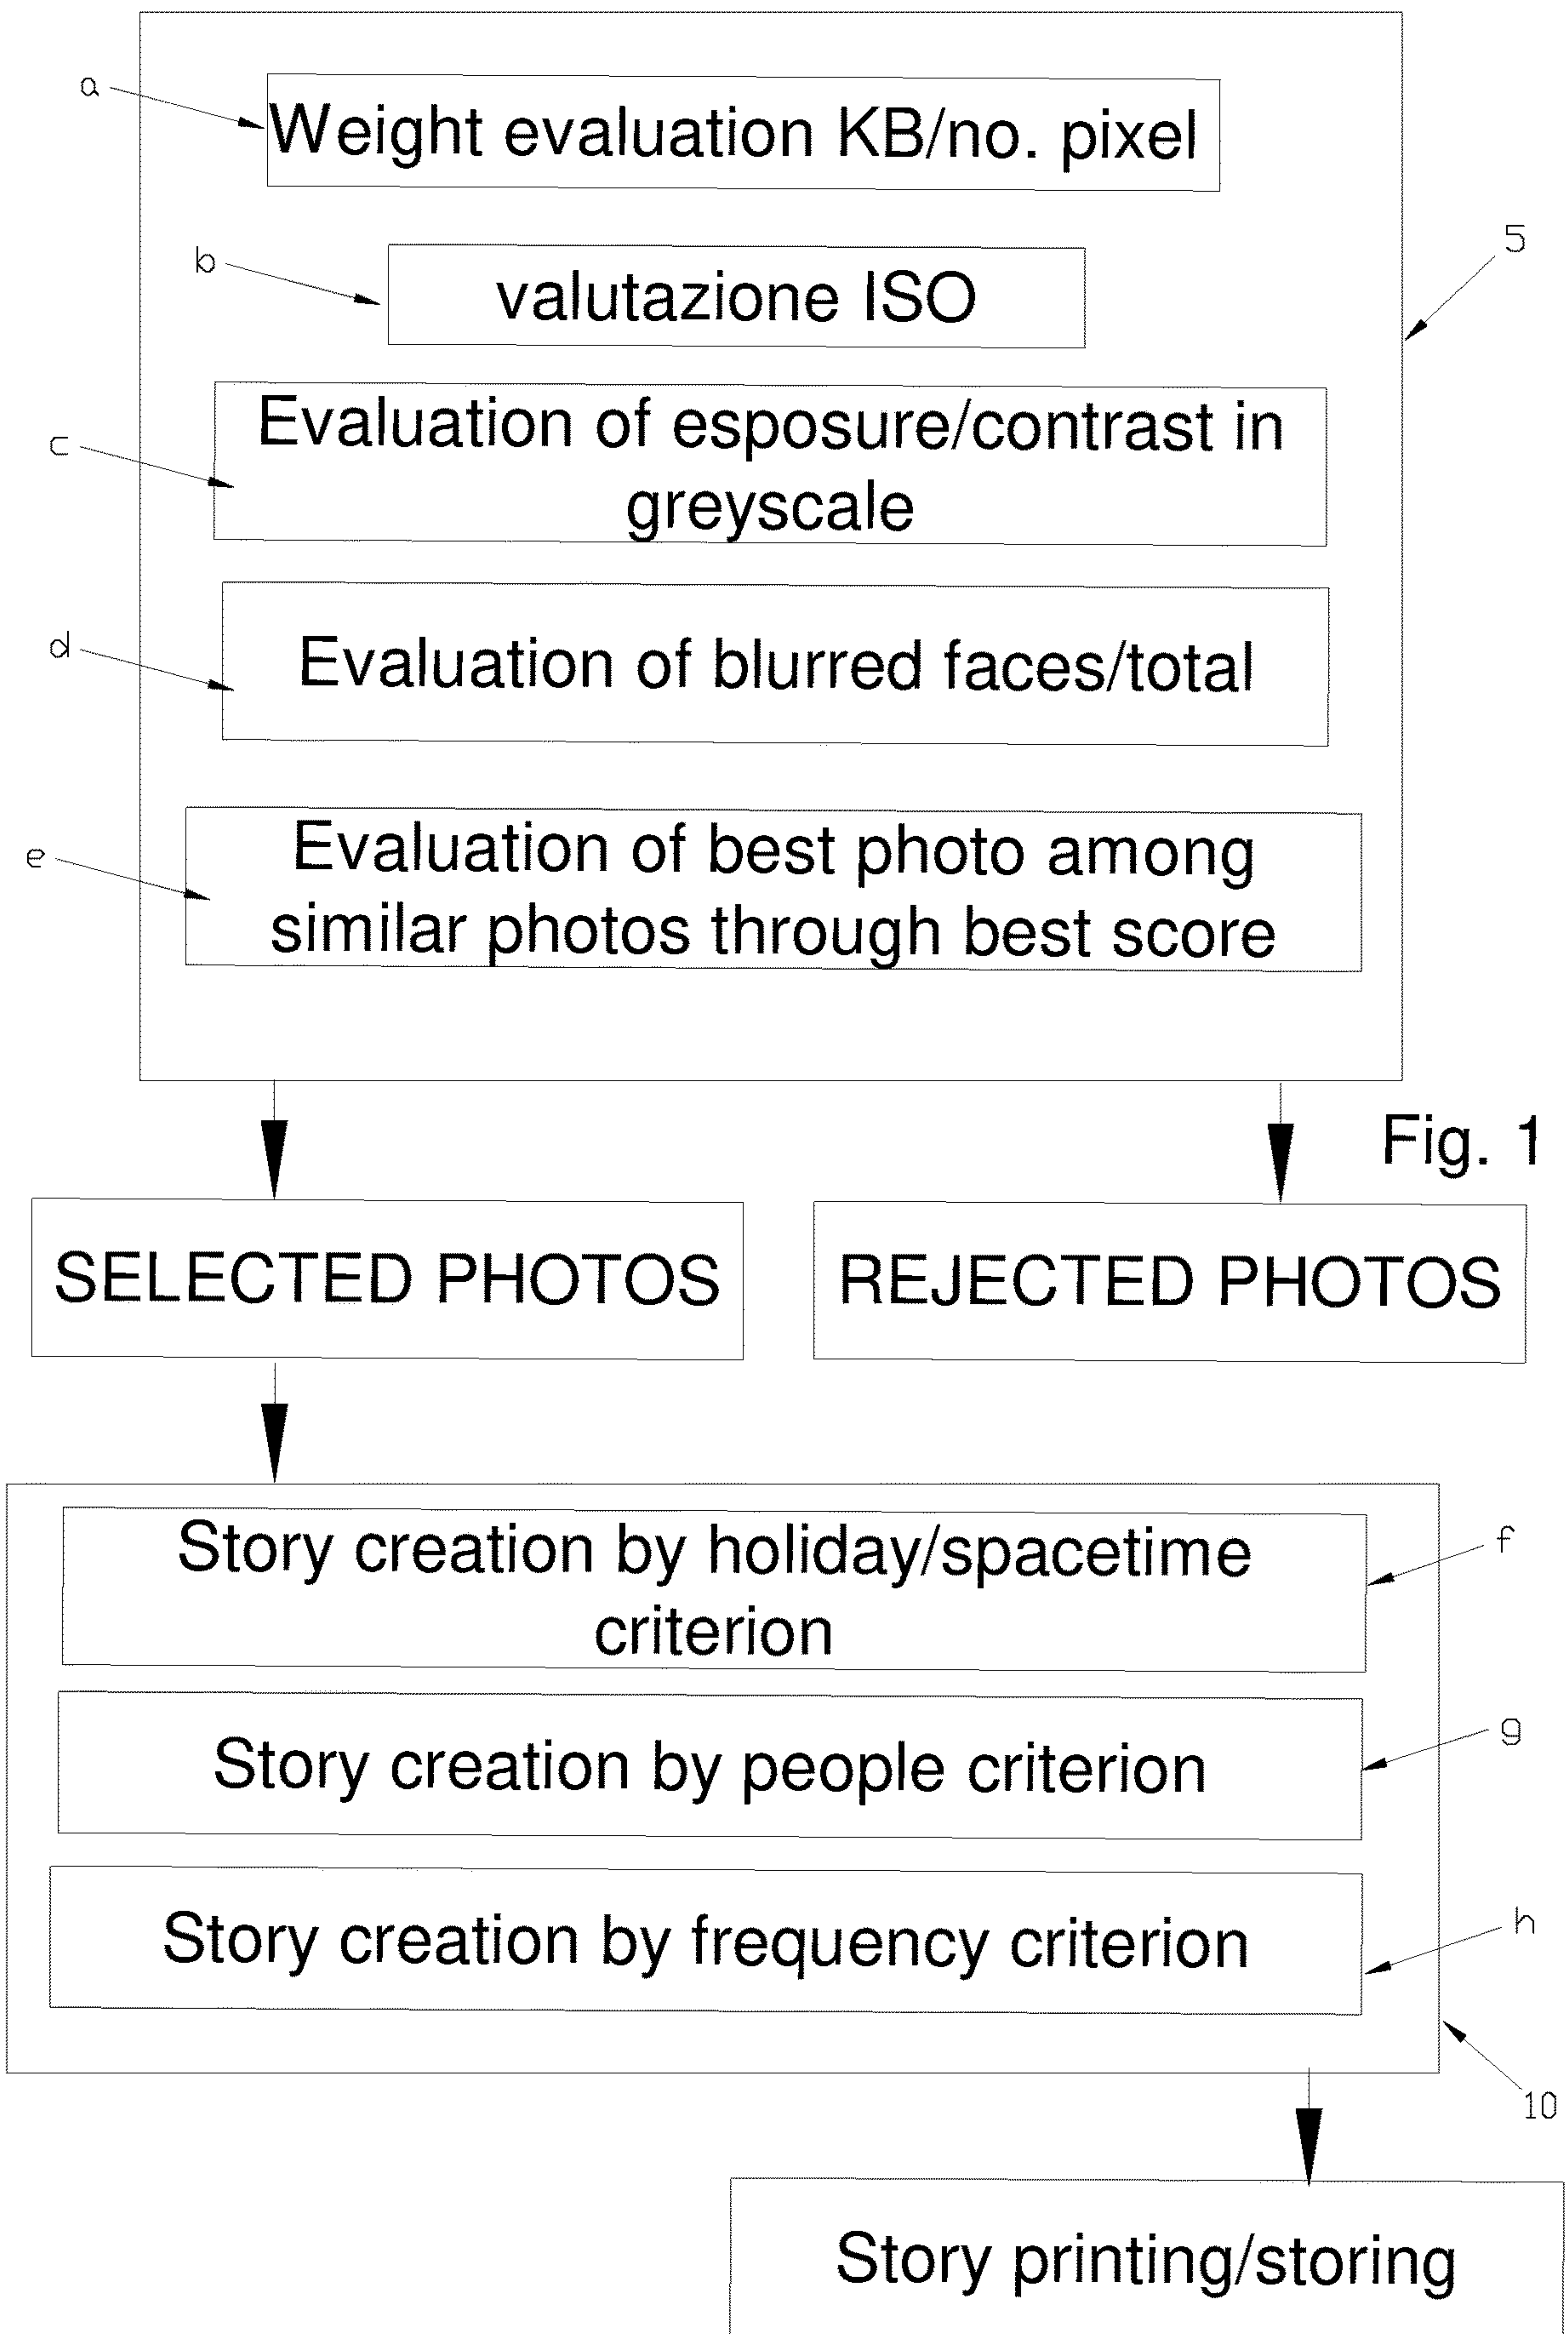 a
Weight evaluation KB/no. pixel
5
b
valutazione ISO
c
Evaluation of esposure/contrast in
greyscale
d
Evaluation of blurred faces/total
e
Evaluation of best photo among
similar photos through best score
Fig. 1
SELECTED PHOTOS
REJECTED PHOTOS
Story creation by holiday/spacetime
criterion
f
Story creation by people criterion
g
Story creation by frequency criterion
h
10
Story printing/storing